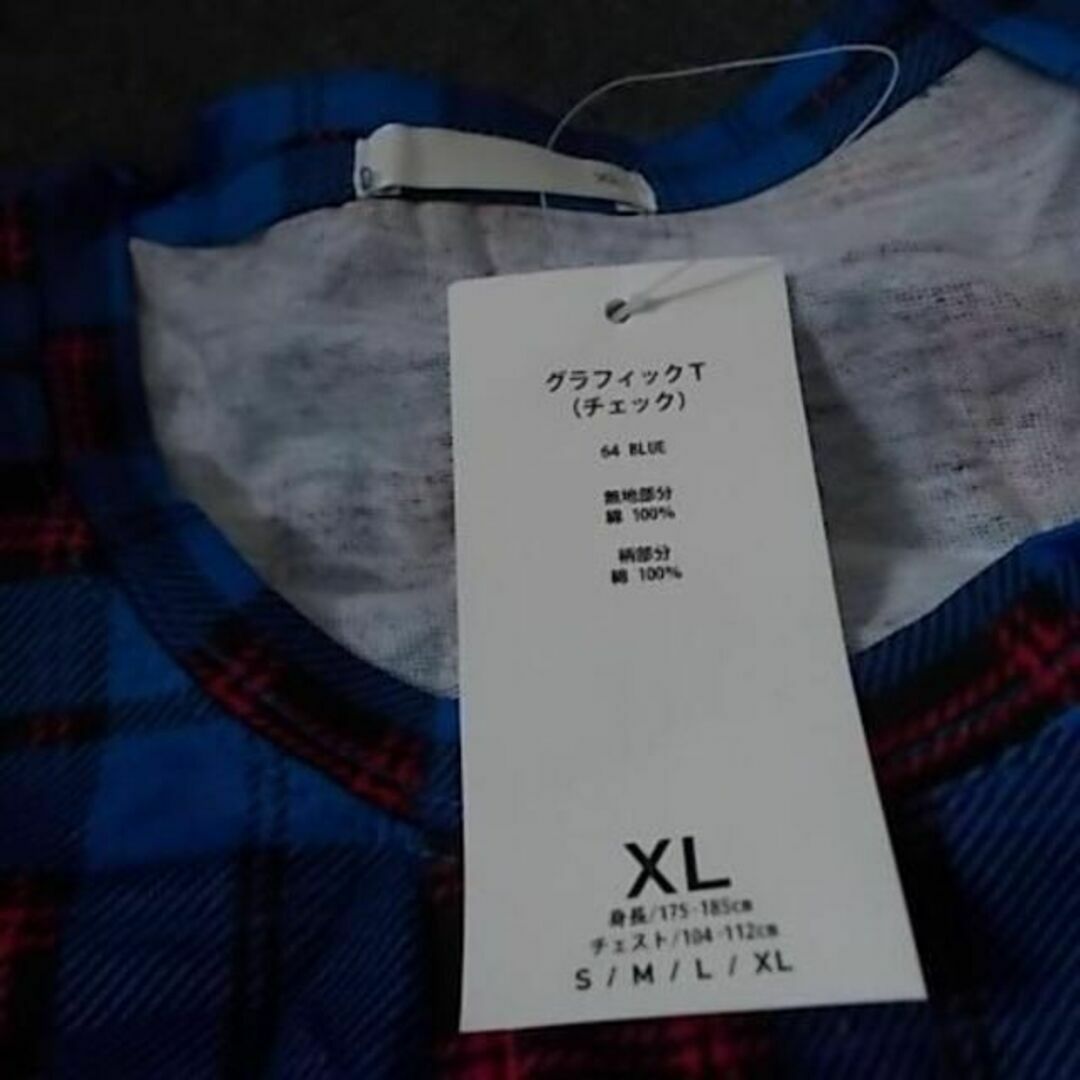 グラフィックT
(チェック)
64 BLUE
無地部分
綿 100%
柄部分
綿 100%
XL
身長/175-185cm
チェスト/104-112cm
S / M / L / XL